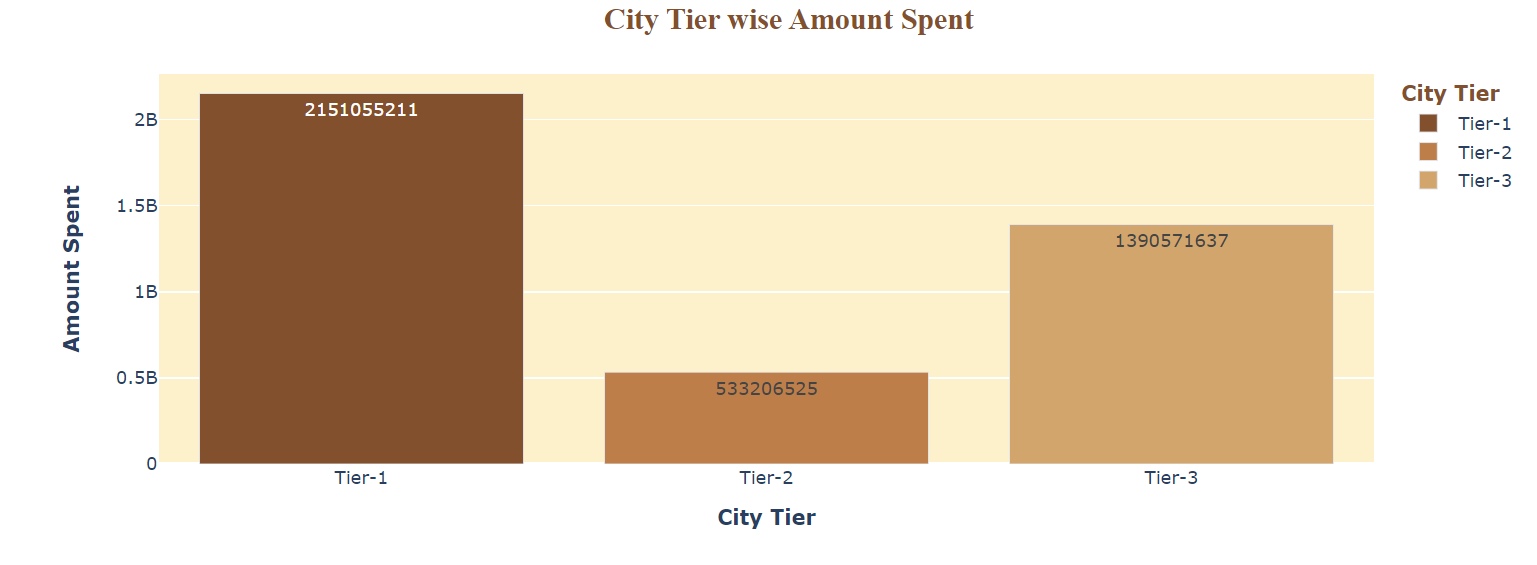 City Tier wise Amount Spent
City Tier
Tier-1
Tier-2
Tier-3
Amount Spent
2B
1.5B
1B
0.5B
0
2151055211
533206525
1390571637
Tier-1
Tier-2
Tier-3
City Tier